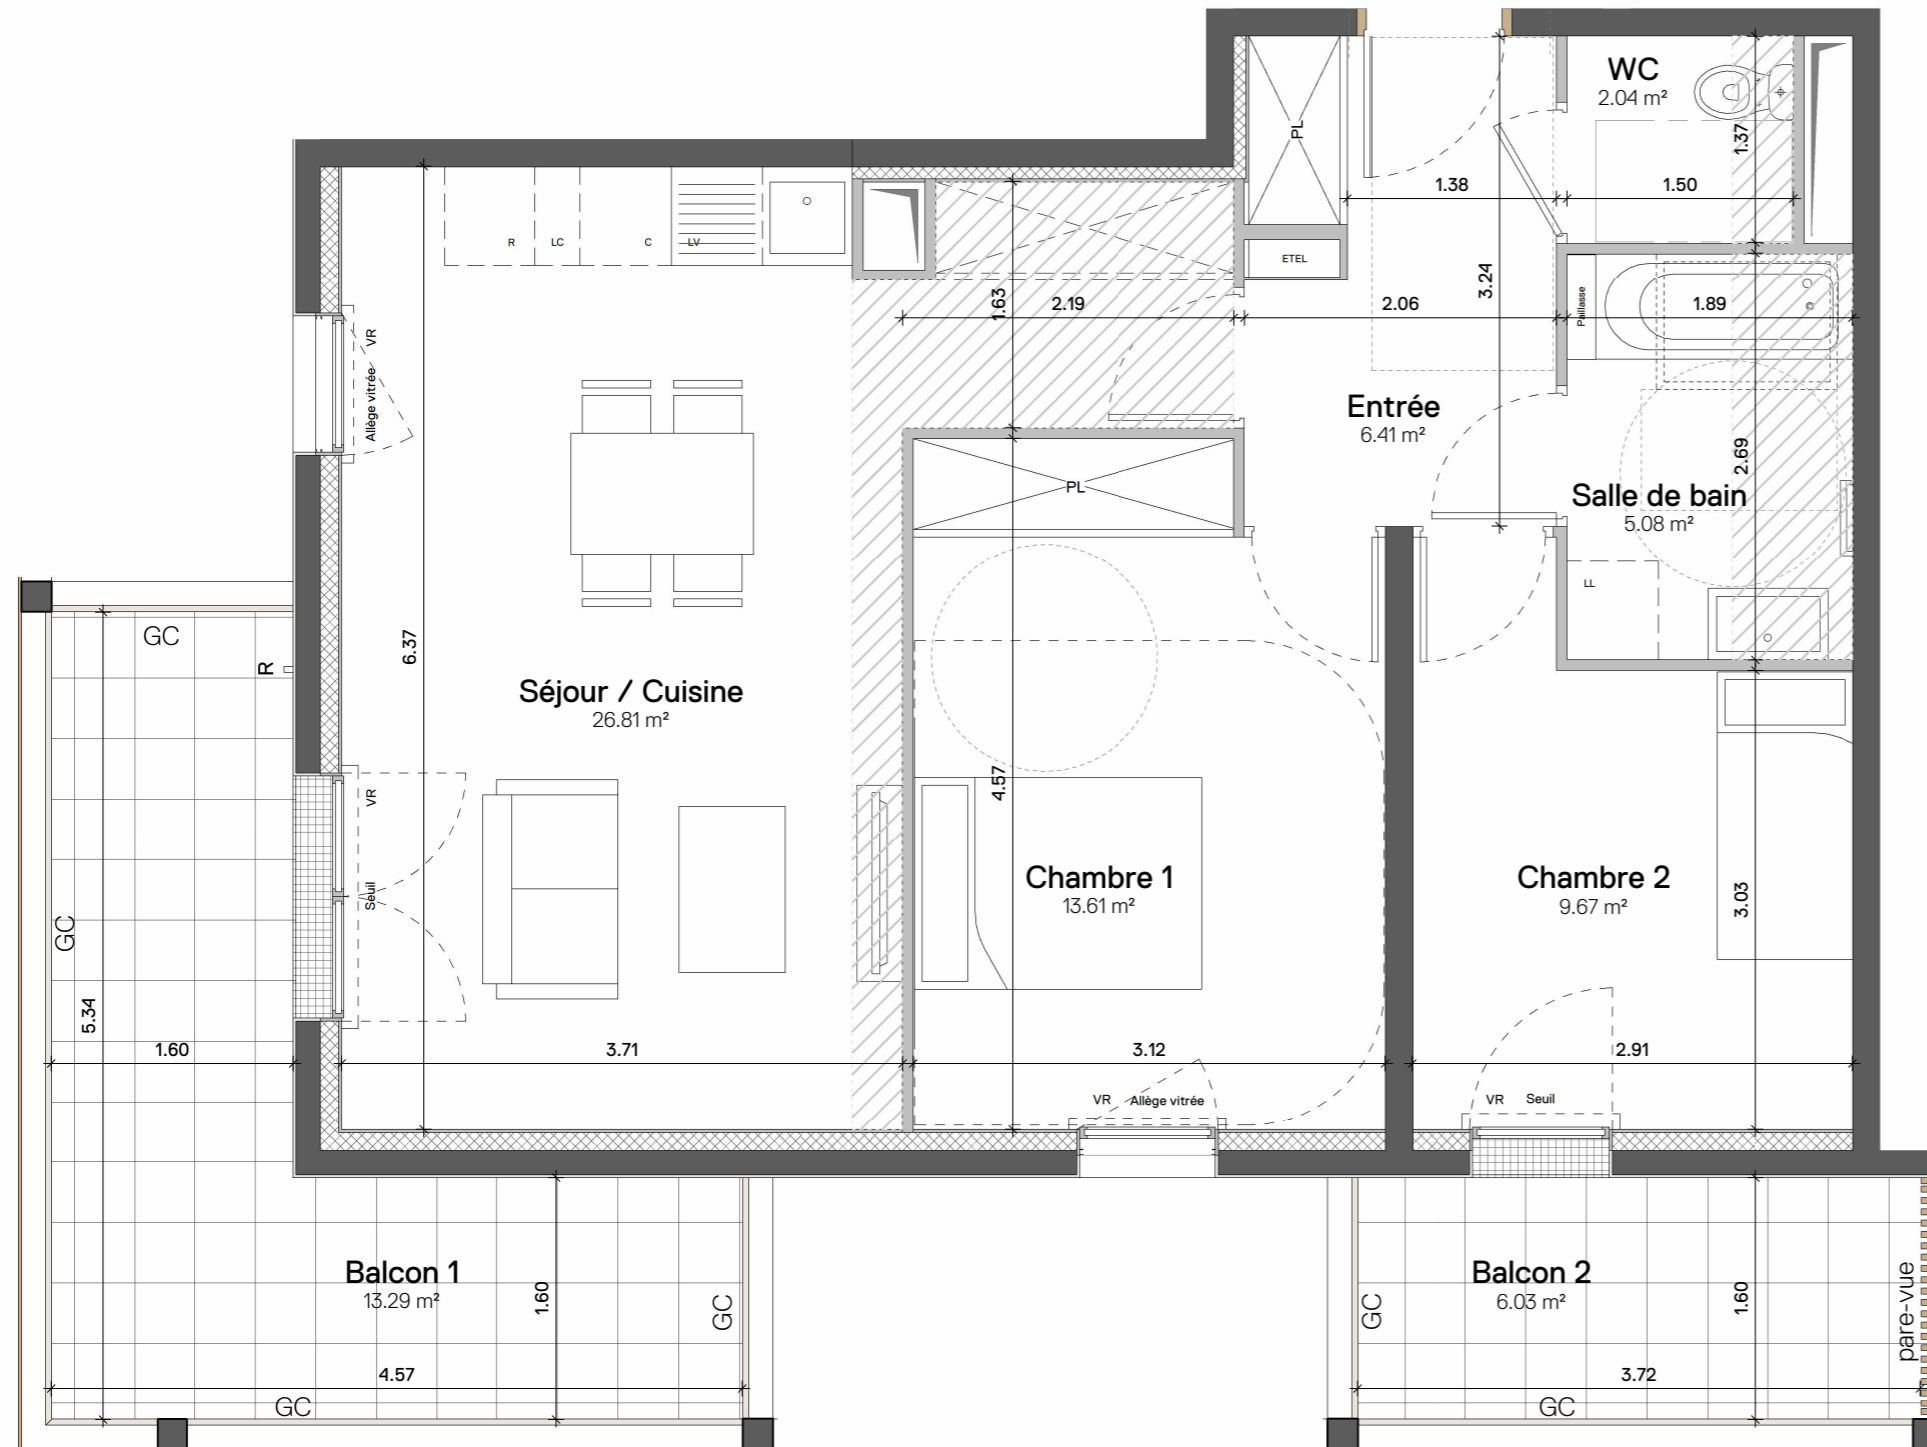 WC
2.04 m²
PL
1.37
1.38
1.50
R
LC
C
LV
ETEL
3.24
1.63
2.19
2.06
Paillasse
1.89
VR
Allège vitrée
Entrée
6.41 m²
2.69
PL
Salle de bain
5.08 m²
LL
GC
R
6.37
Séjour / Cuisine
26.81 m²
4.57
VR
Seuil
Chambre 1
13.61 m²
Chambre 2
9.67 m²
3.03
GC
5.34
1.60
3.71
3.12
2.91
VR Allège vitrée
VR Seuil
Balcon 1
13.29 m²
1.60
GC
GC
Balcon 2
6.03 m²
1.60
pare-vue
4.57
3.72
GC
GC